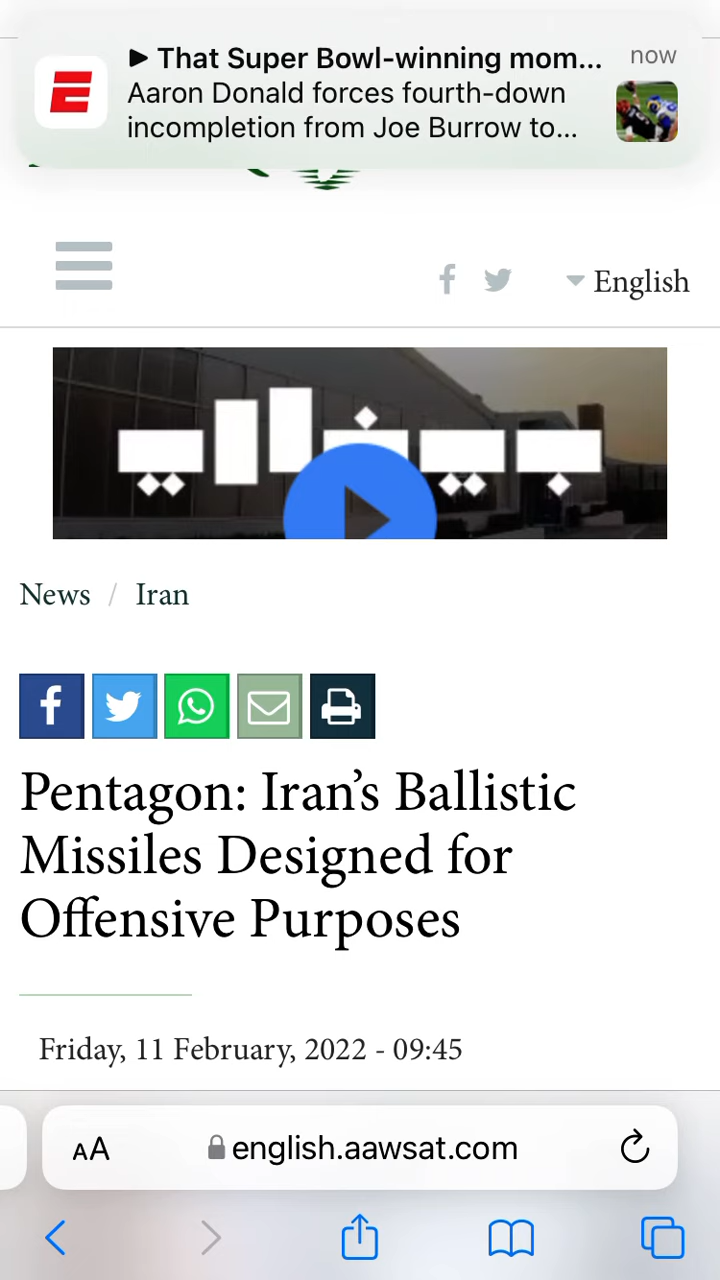 That Super Bowl-winning mom...
now
Aaron Donald forces fourth-down
incompletion from Joe Burrow to...
English
News / Iran
Pentagon: Iran’s Ballistic
Missiles Designed for
Offensive Purposes
Friday, 11 February, 2022 - 09:45
AA
english.aawsat.com